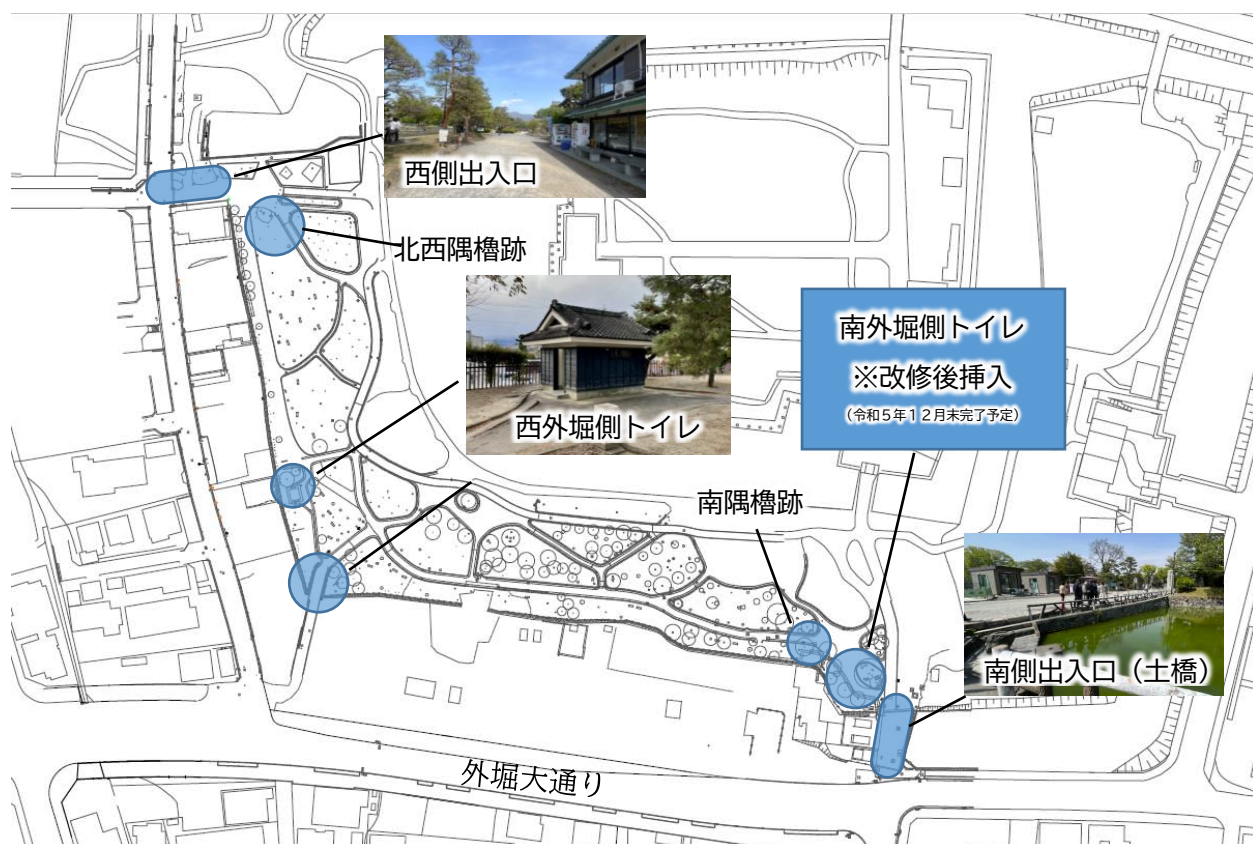 西側出入口
北西隅櫓跡
西外堀側トイレ
南外堀側トイレ
※改修後挿入
（令和５年１２月末完了予定）
南隅櫓跡
南側出入口（土橋）
外堀大通り